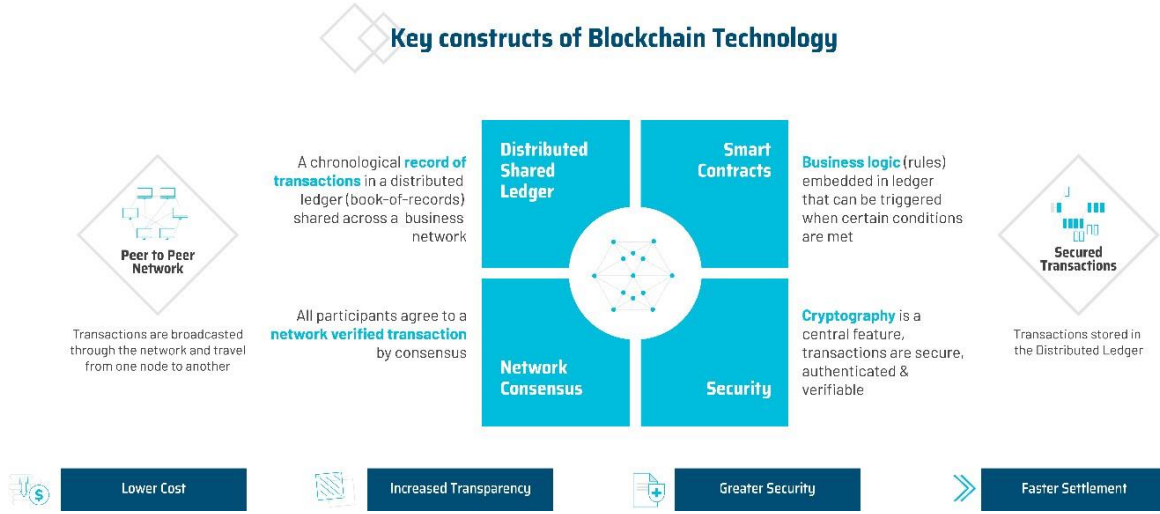 Key constructs of Blockchain Technology
Peer to Peer
Network
Transactions are broadcasted
through the network and travel
from one node to another
A chronological record of
transactions in a distributed
ledger (book-of-records)
shared across a business
network
All participants agree to a
network verified transaction
by consensus
Distributed
Shared
Ledger
Smart
Contracts
Network
Consensus
Security
Business logic (rules)
embedded in ledger
that can be triggered
when certain conditions
are met
Cryptography is a
central feature,
transactions are secure,
authenticated &
verifiable
Secured
Transactions
Transactions stored in
the Distributed Ledger
$
Lower Cost
Increased Transparency
Greater Security
Faster Settlement